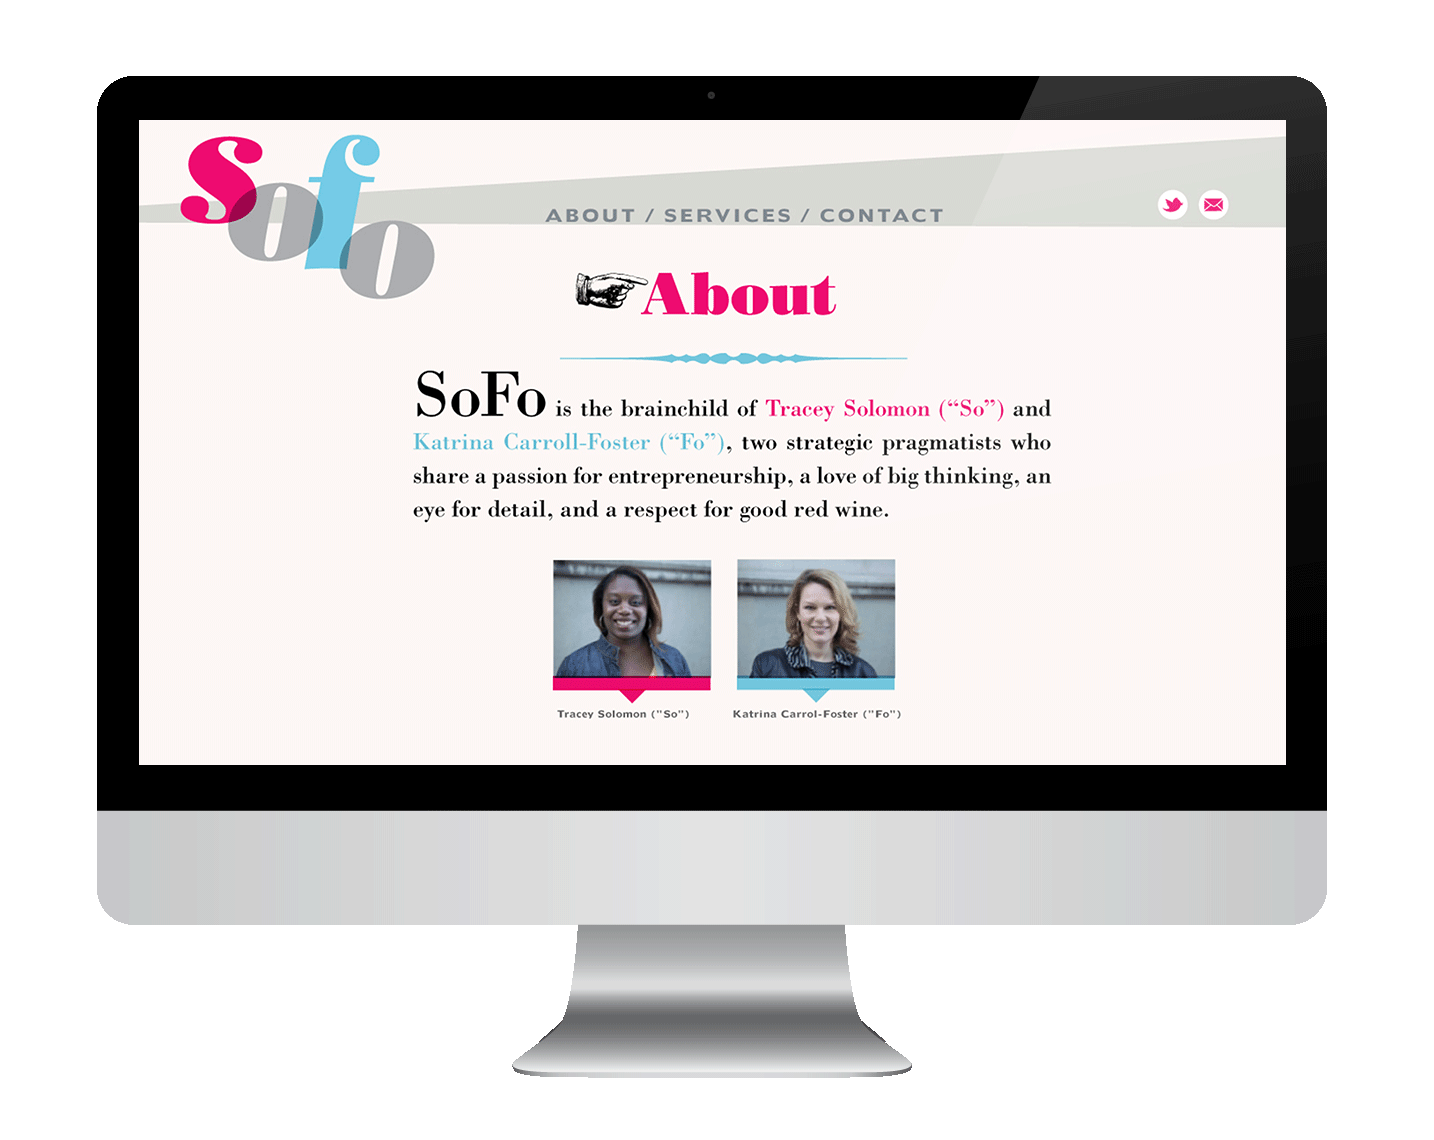 Sofo
ABOUT / SERVICES / CONTACT
About
SoFo is the brainchild of Tracey Solomon (“So”) and
Katrina Carroll-Foster (“Fo”), two strategic pragmatists who
share a passion for entrepreneurship, a love of big thinking, an
eye for detail, and a respect for good red wine.
Tracey Solomon ("So")
Katrina Carrol-Foster ("Fo")